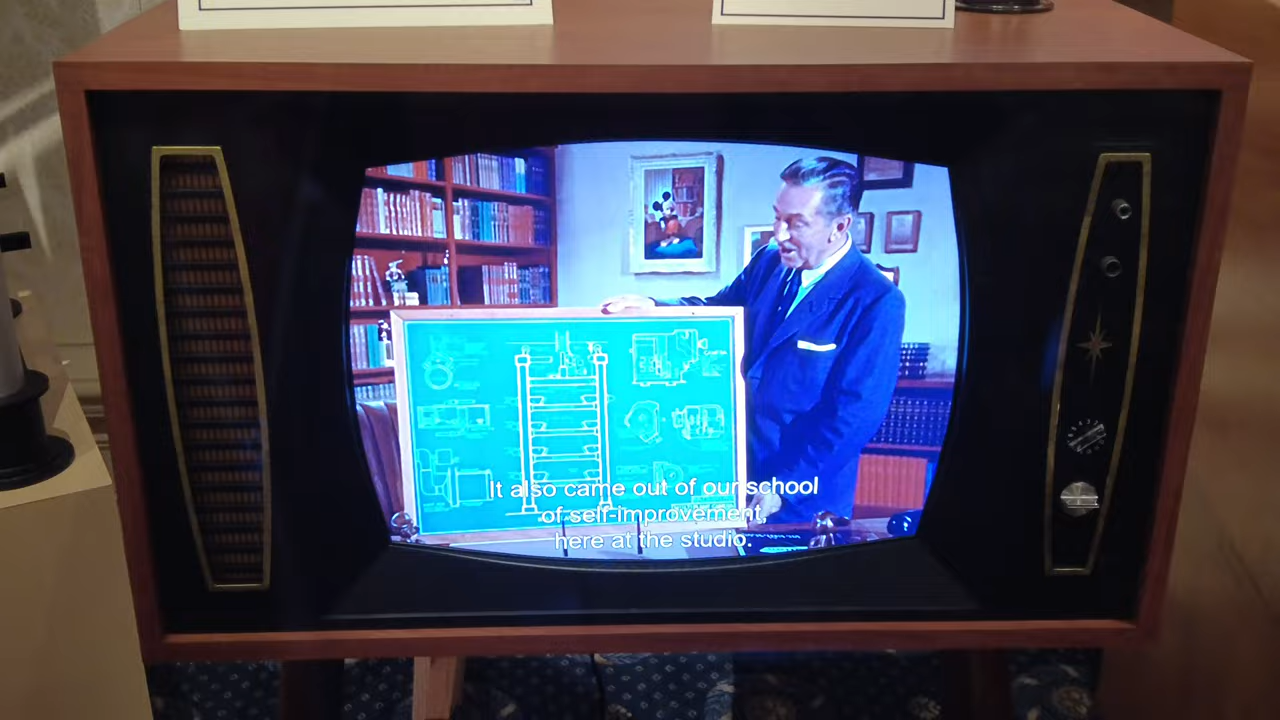 It also came out of our school
of self-improvement,
here at the studio.